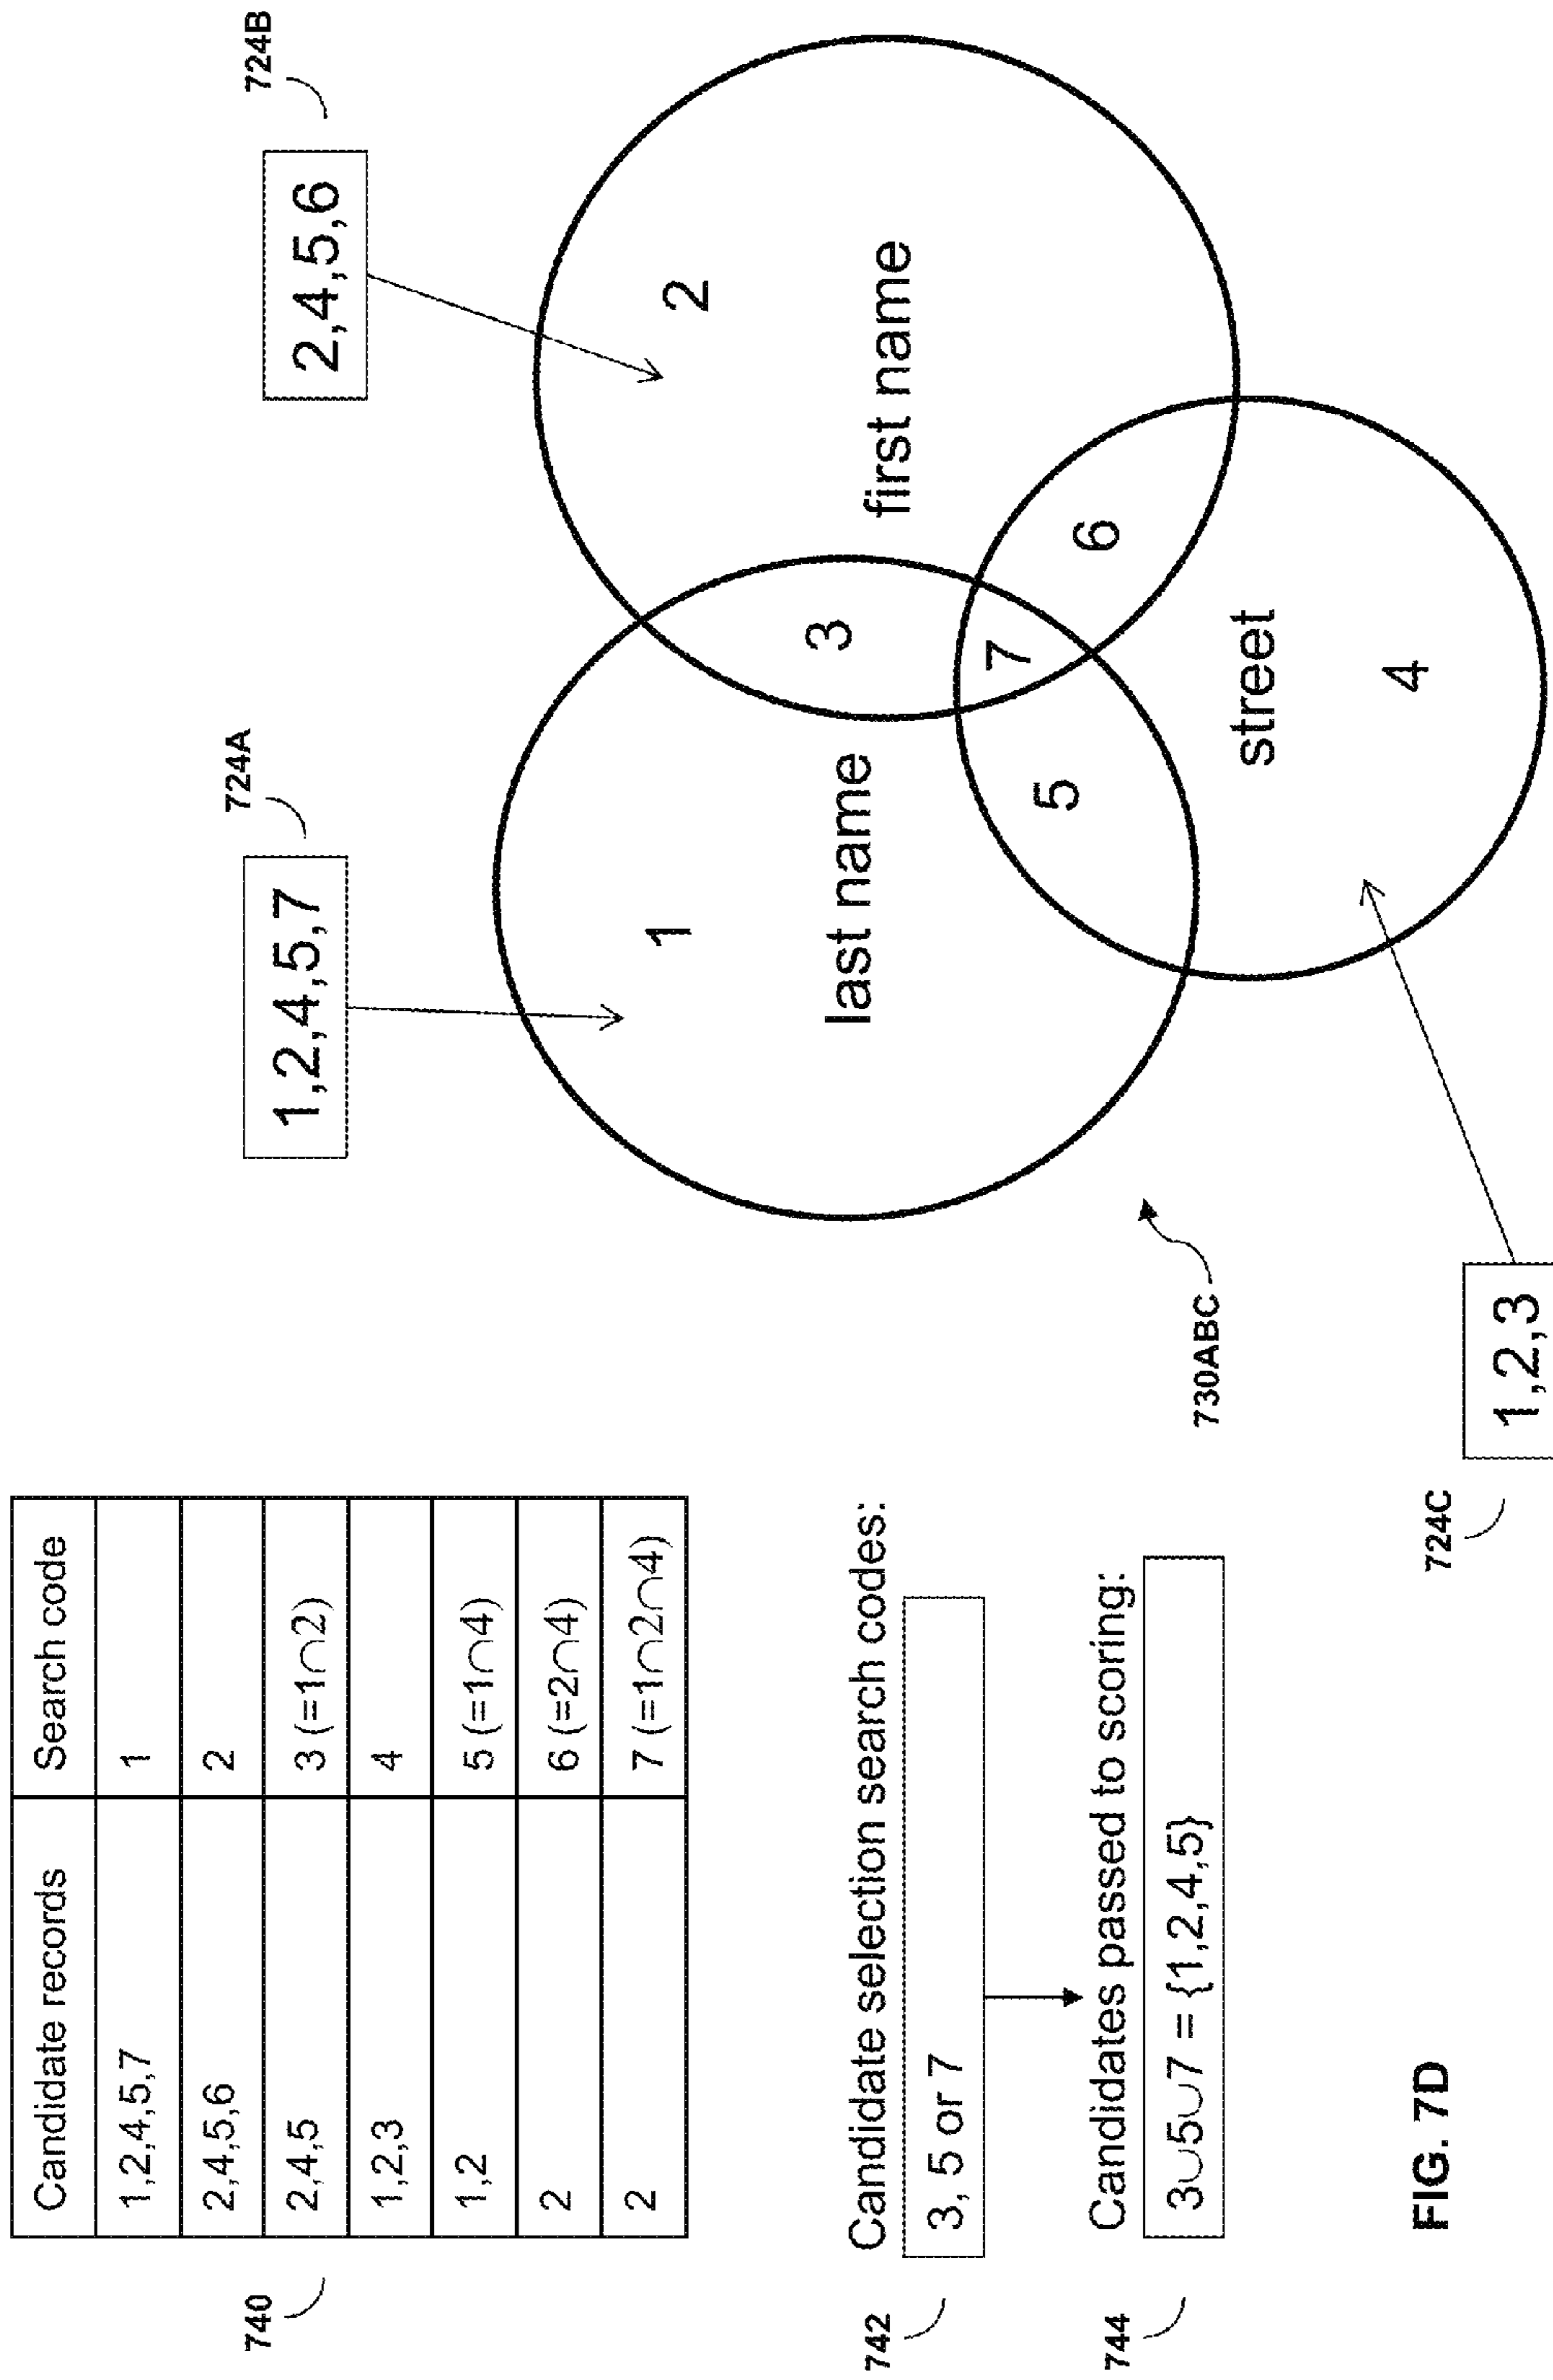 740
Candidate records Search code
1,2,4,5,7 1
2,4,5,6 2
2,4,5 3 (=1∩2)
1,2,3 4
1,2 5 (=1∩4)
2 6 (=2∩4)
2 7 (=1∩2∩4)
742
Candidate selection search codes:
3, 5 or 7
744
Candidates passed to scoring:
3∪5∪7 = {1,2,4,5}
724A
1,2,4,5,7
724B
2,4,5,6
1
2
last name
3
first name
5
7
6
street
4
730ABC
724C
1,2,3
FIG. 7D